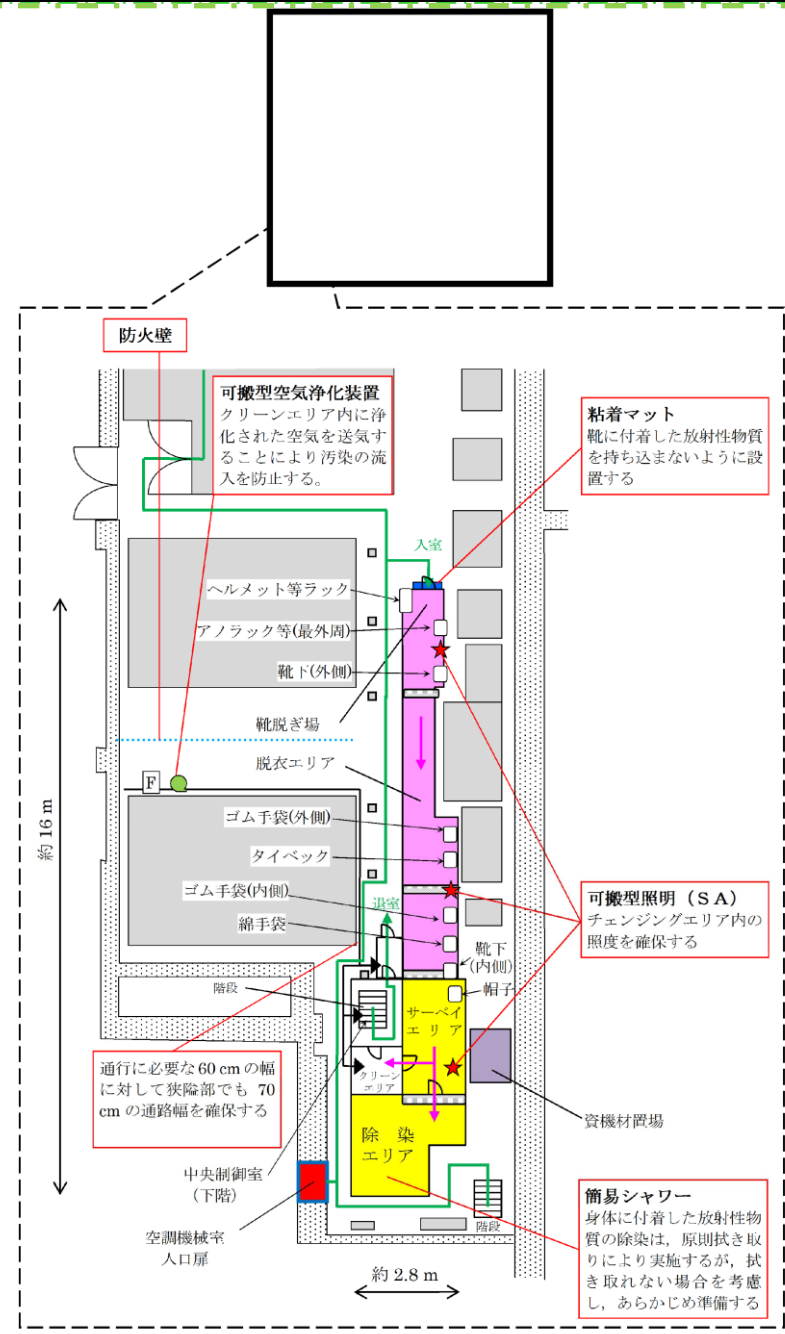 防火壁
可搬型空気浄化装置
クリーンエリア内に浄
化された空気を送気す
ることにより汚染の流
入を防止する。
粘着マット
靴に付着した放射性物質
を持ち込まないように設
置する
入室
ヘルメット等ラック
アノラック等(最外周)
靴下(外側)
靴脱ぎ場
脱衣エリア
F
ゴム手袋(外側)
タイベック
ゴム手袋(内側)
退室
綿手袋
靴下
(内側)
帽子
約 16 m
可搬型照明（ＳＡ）
チェンジングエリア内の
照度を確保する
階段
サーベイ
エ リ ア
クリーン
エリア
通行に必要な 60 cm の幅
に対して狭隘部でも 70
cm の通路幅を確保する
資機材置場
除 染
エリア
中央制御室
（下階）
空調機械室
入口扉
階段
簡易シャワー
身体に付着した放射性物
質の除染は，原則拭き取
りにより実施するが，拭
き取れない場合を考慮
し，あらかじめ準備する
約 2.8 m